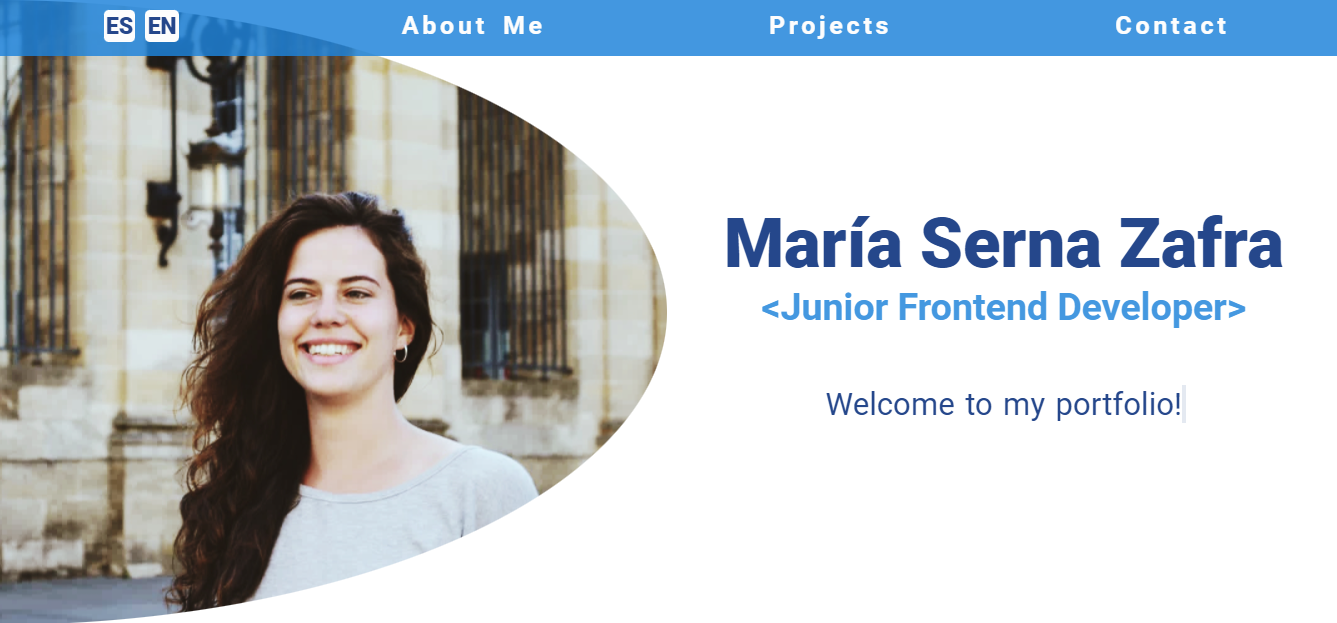 ES EN About Me Projects Contact
María Serna Zafra
<Junior Frontend Developer>
Welcome to my portfolio!